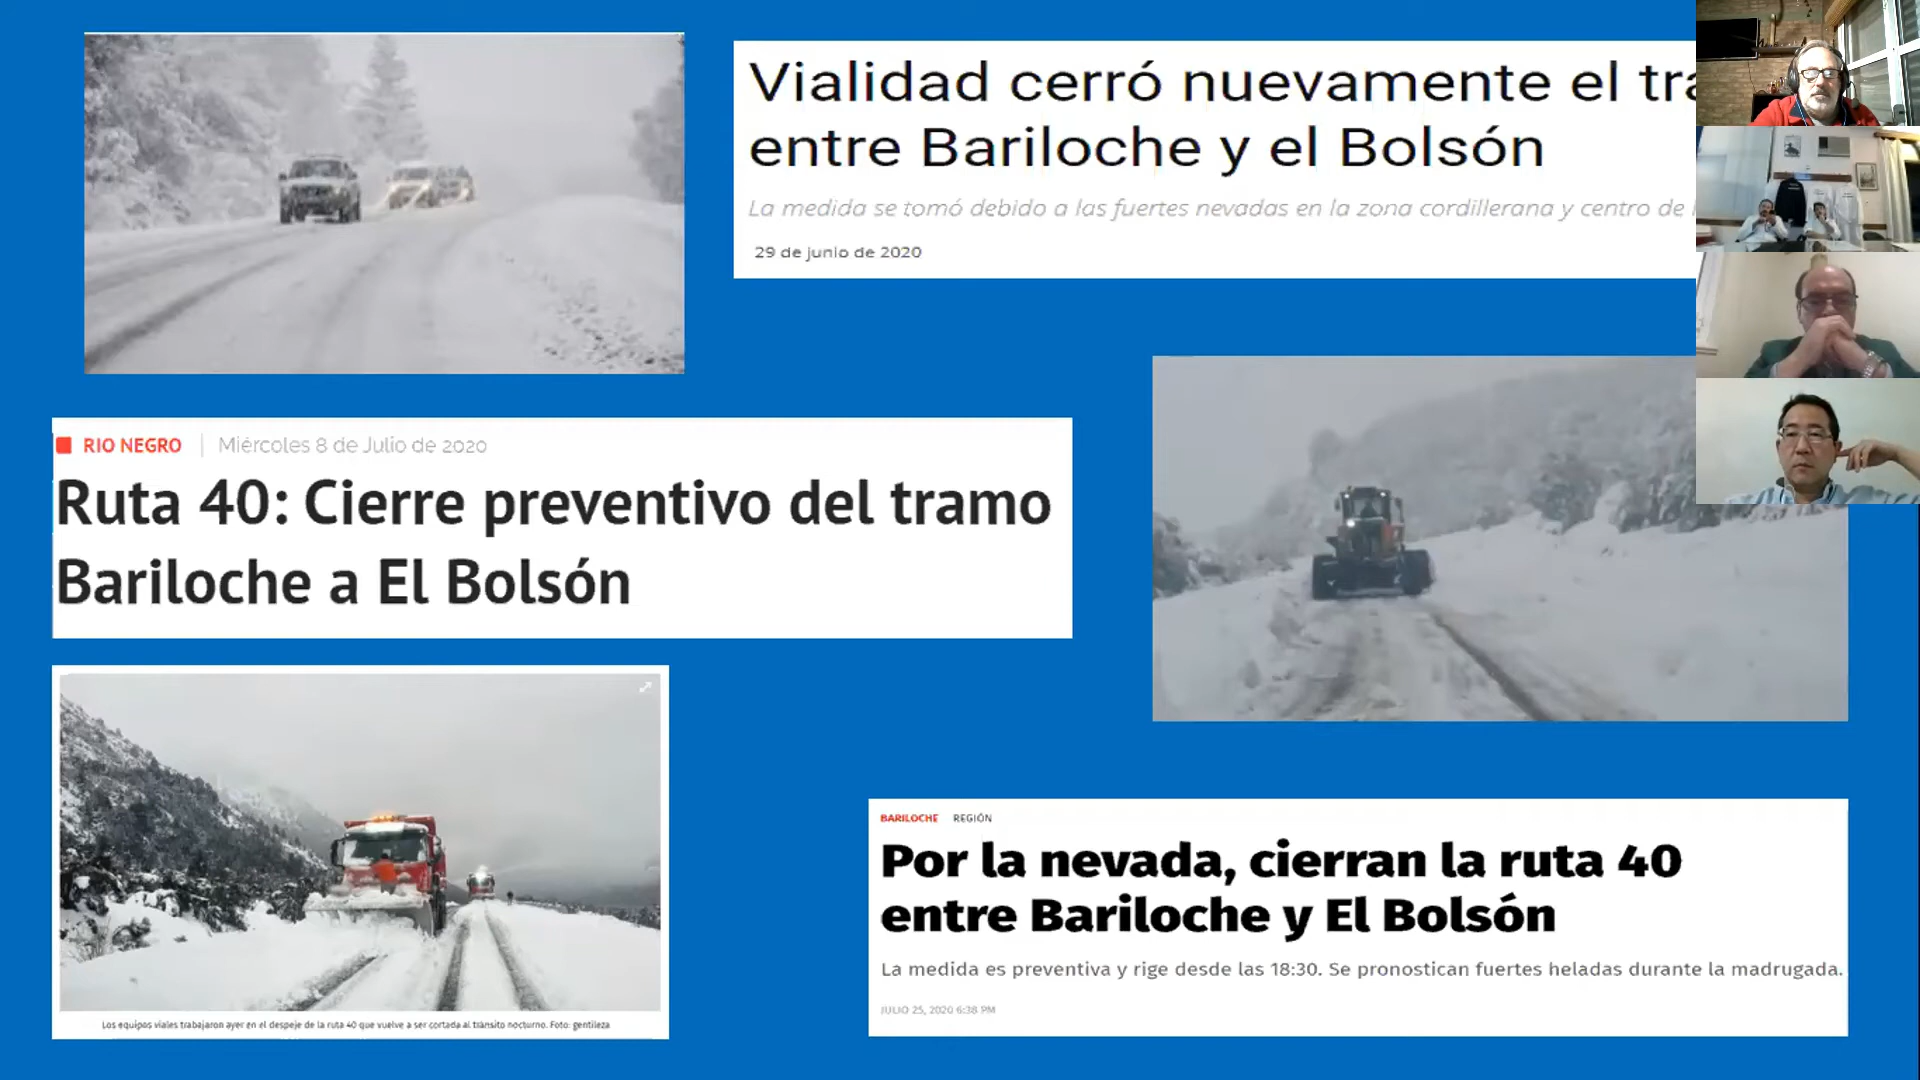 Vialidad cerró nuevamente el
entre Bariloche y el Bolsón
La medida se tomó debido a las fuertes nevadas en la zona cordillerana y centro de
29 de junio de 2020
RIO NEGRO | Miércoles 8 de Julio de 2020
Ruta 40: Cierre preventivo del tramo
Bariloche a El Bolsón
Los equipos viales trabajaron ayer en el despeje de la ruta 40 que vuelve a ser cortada al tránsito nocturno. Foto: gentileza
BARILOCHE REGIÓN
Por la nevada, cierran la ruta 40
entre Bariloche y El Bolsón
La medida es preventiva y rige desde las 18:30. Se pronostican fuertes heladas durante la madrugada.
JULIO 25, 2020 6:38 PM